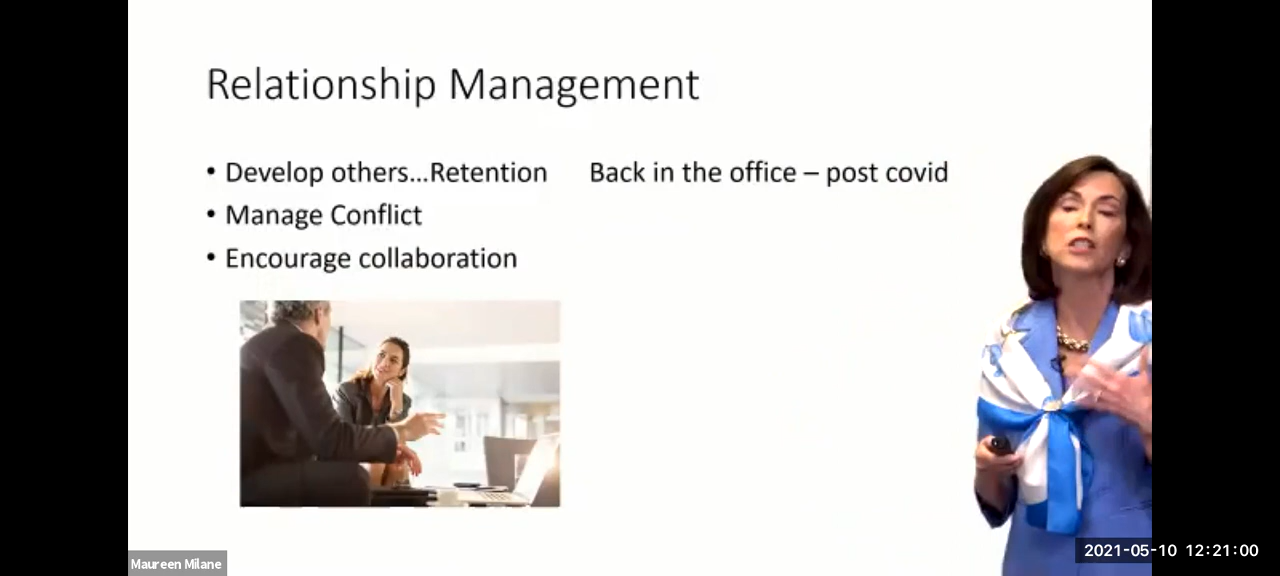 Relationship Management
• Develop others...Retention Back in the office – post covid
• Manage Conflict
• Encourage collaboration
Maureen Milane
2021-05-10 12:21:00